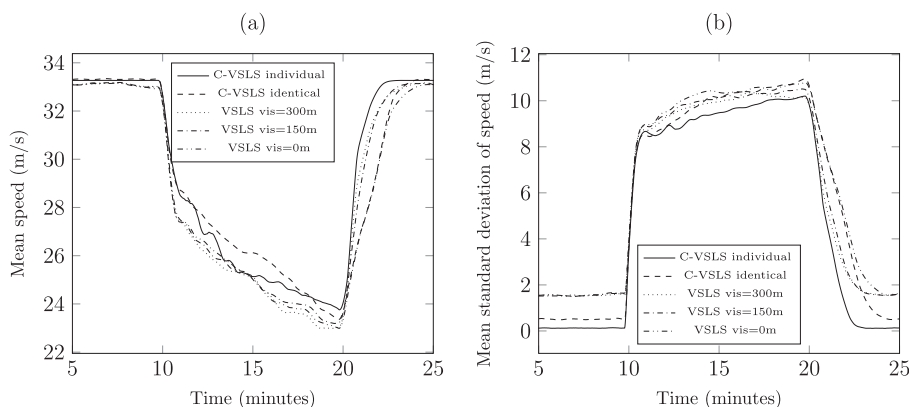 (a)
34
32
30
28
26
24
22
5
10
15
20
25
Mean speed (m/s)
Time (minutes)
C-VSLS individual
C-VSLS identical
VSLS vis=300m
VSLS vis=150m
VSLS vis=0m
(b)
12
10
8
6
4
2
0
5
10
15
20
25
Mean standard deviation of speed (m/s)
Time (minutes)
C-VSLS individual
C-VSLS identical
VSLS vis=300m
VSLS vis=150m
VSLS vis=0m